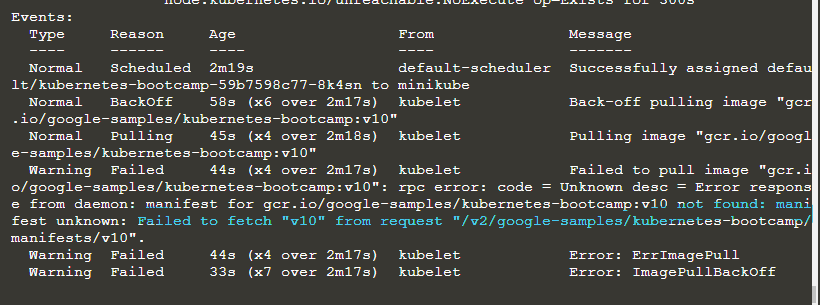 node.kubernetes.io/unreachable:NoExecute op=Exists for 300s
Events:
  Type     Reason     Age                    From               Message
  ----     ------     ----                   ----               -------
  Normal   Scheduled  2m19s                  default-scheduler  Successfully assigned defau
lt/kubernetes-bootcamp-59b7598c77-8k4sn to minikube
  Normal   BackOff    58s (x6 over 2m17s)    kubelet            Back-off pulling image "gcr
.io/google-samples/kubernetes-bootcamp:v10"
  Normal   Pulling    45s (x4 over 2m18s)    kubelet            Pulling image "gcr.io/googl
e-samples/kubernetes-bootcamp:v10"
  Warning  Failed     44s (x4 over 2m17s)    kubelet            Failed to pull image "gcr.i
o/google-samples/kubernetes-bootcamp:v10": rpc error: code = Unknown desc = Error respons
e from daemon: manifest for gcr.io/google-samples/kubernetes-bootcamp:v10 not found: mani
fest unknown: Failed to fetch "v10" from request "/v2/google-samples/kubernetes-bootcamp/
manifests/v10".
  Warning  Failed     44s (x4 over 2m17s)    kubelet            Error: ErrImagePull
  Warning  Failed     33s (x7 over 2m17s)    kubelet            Error: ImagePullBackOff